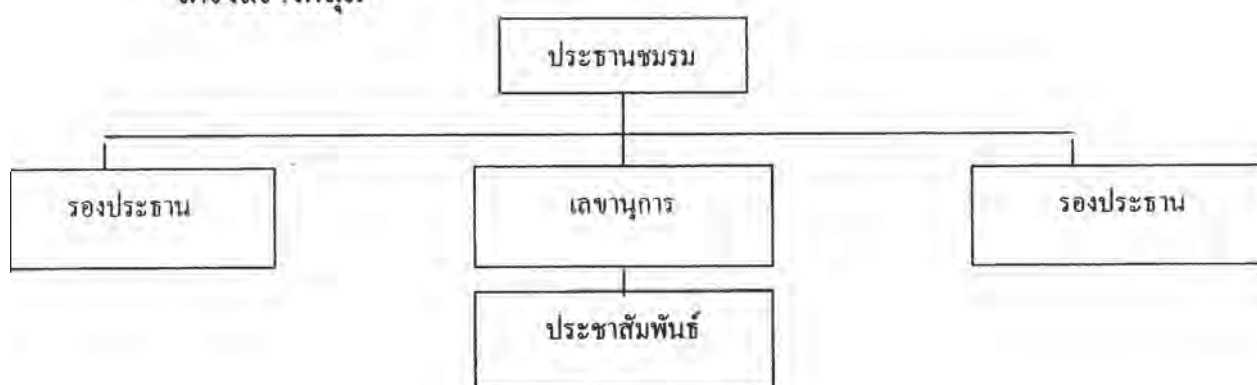 ประธานชมรม
รองประธาน
เลขานุการ
รองประธาน
ประชาสัมพันธ์